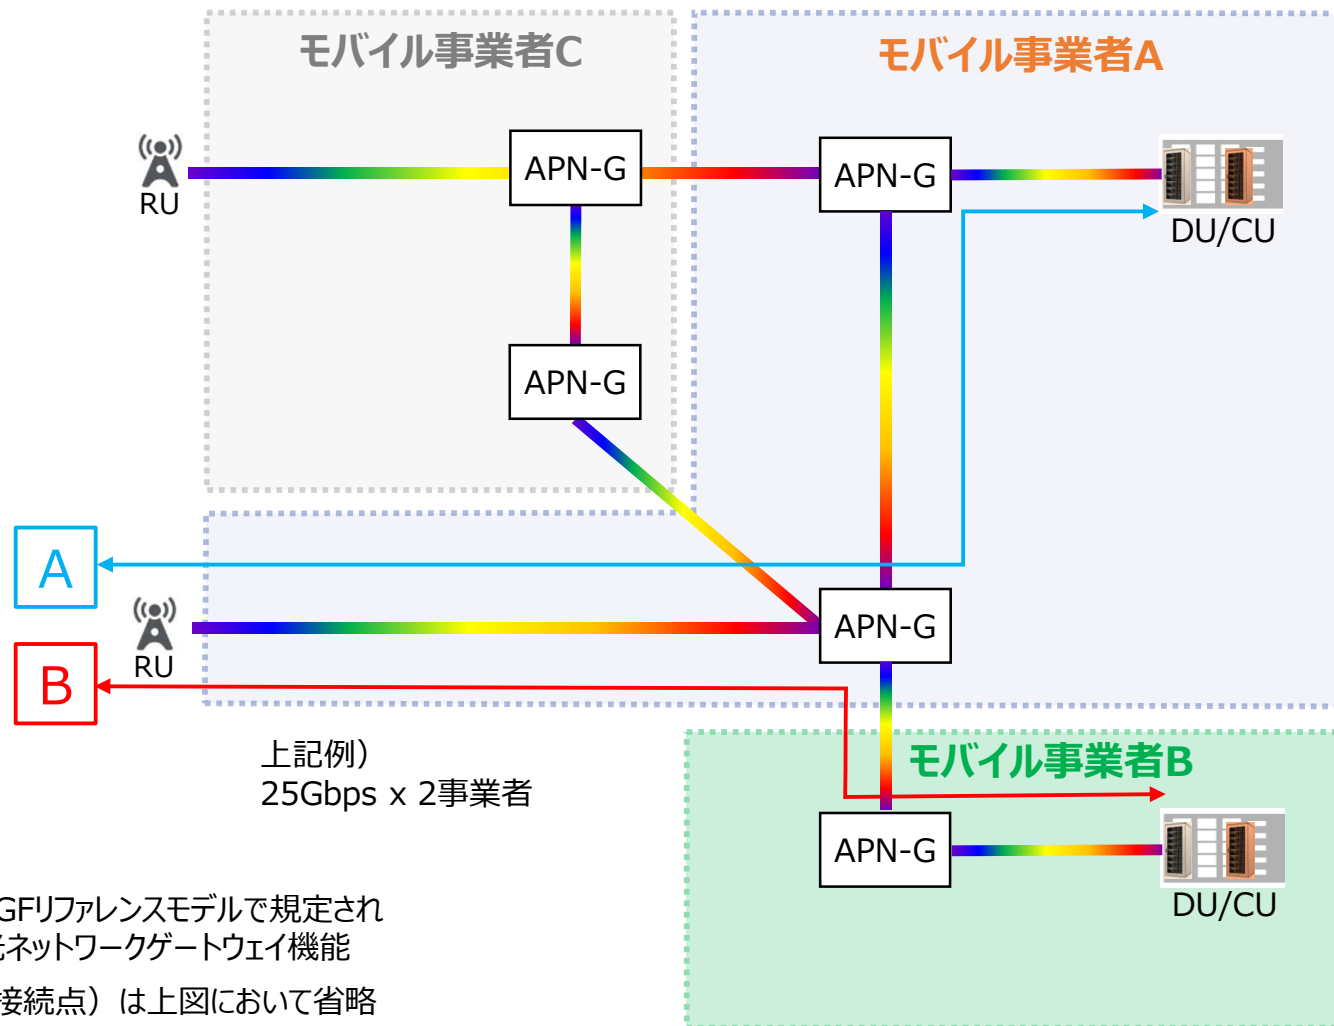 モバイル事業者C
モバイル事業者A
RU
APN-G
APN-G
DU/CU
APN-G
A
RU
APN-G
B
上記例）
25Gbps x 2事業者
モバイル事業者B
APN-G
DU/CU
GFリファレンスモデルで規定され
ネットワークゲートウェイ機能
接続点）は上図において省略